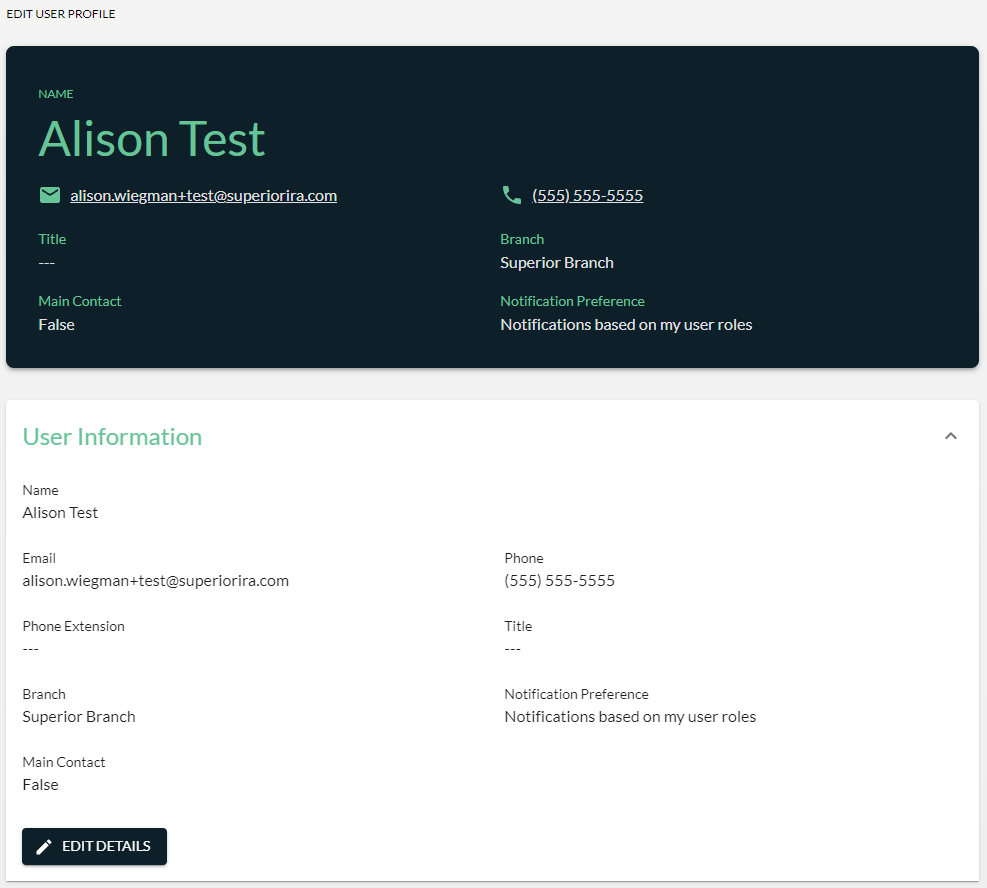 EDIT USER PROFILE
NAME
Alison Test
alison.wiegman+test@superiorira.com
(555) 555-5555
Title
Branch
---
Superior Branch
Main Contact
Notification Preference
False
Notifications based on my user roles
User Information
Name
Alison Test
Email
Phone
alison.wiegman+test@superiorira.com
(555) 555-5555
Phone Extension
Title
---
---
Branch
Notification Preference
Superior Branch
Notifications based on my user roles
Main Contact
False
EDIT DETAILS